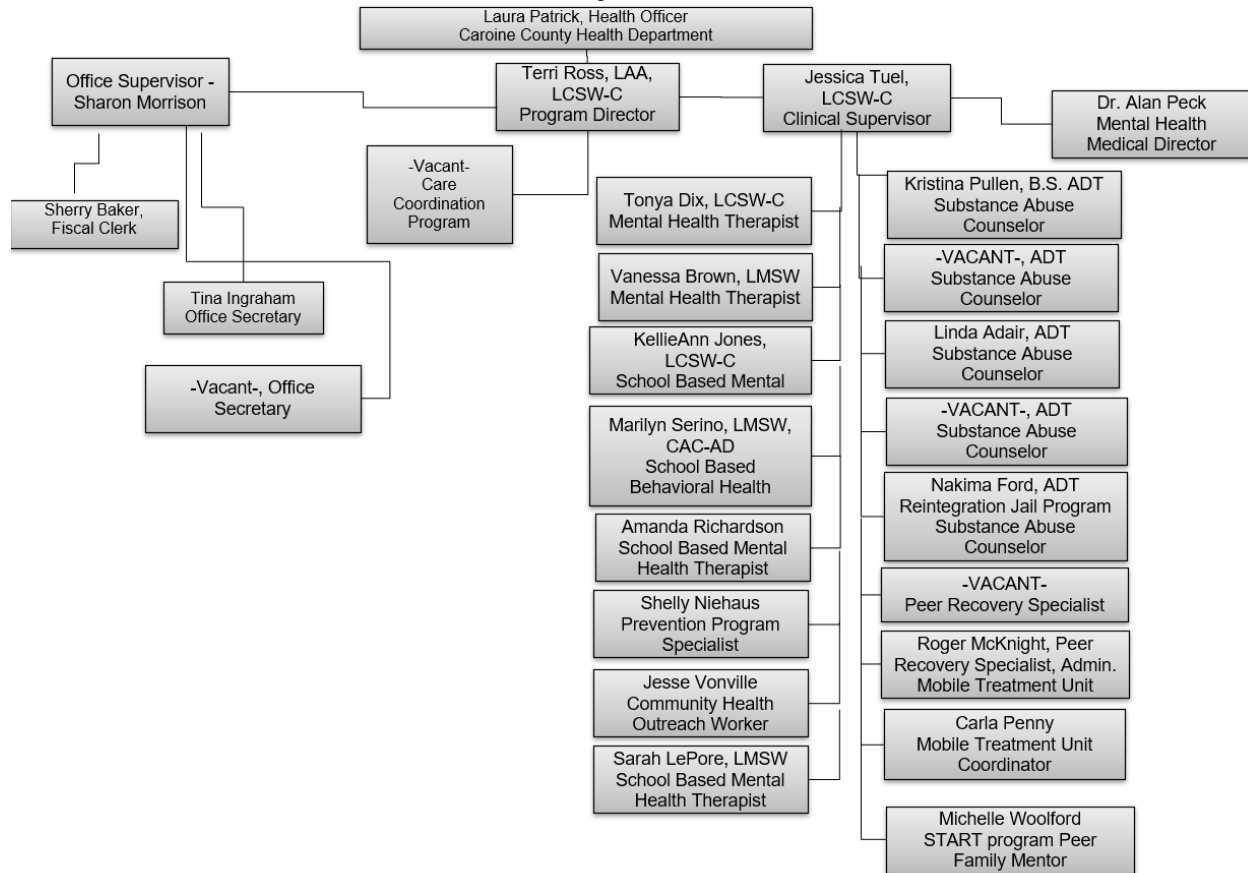 Laura Patrick, Health Officer
Caroine County Health Department
Office Supervisor -
Sharon Morrison
Terri Ross, LAA,
LCSW-C
Program Director
Jessica Tuel,
LCSW-C
Clinical Supervisor
Dr. Alan Peck
Mental Health
Medical Director
Sherry Baker,
Fiscal Clerk
Tina Ingraham
Office Secretary
-Vacant-, Office
Secretary
-Vacant-
Care
Coordination
Program
Tonya Dix, LCSW-C
Mental Health Therapist
Vanessa Brown, LMSW
Mental Health Therapist
KellieAnn Jones,
LCSW-C
School Based Mental
Marilyn Serino, LMSW,
CAC-AD
School Based
Behavioral Health
Amanda Richardson
School Based Mental
Health Therapist
Shelly Niehaus
Prevention Program
Specialist
Jesse Vonville
Community Health
Outreach Worker
Sarah LePore, LMSW
School Based Mental
Health Therapist
Kristina Pullen, B.S. ADT
Substance Abuse
Counselor
-VACANT-, ADT
Substance Abuse
Counselor
Linda Adair, ADT
Substance Abuse
Counselor
-VACANT-, ADT
Substance Abuse
Counselor
Nakima Ford, ADT
Reintegration Jail Program
Substance Abuse
Counselor
-VACANT-
Peer Recovery Specialist
Roger McKnight, Peer
Recovery Specialist, Admin.
Mobile Treatment Unit
Carla Penny
Mobile Treatment Unit
Coordinator
Michelle Woolford
START program Peer
Family Mentor